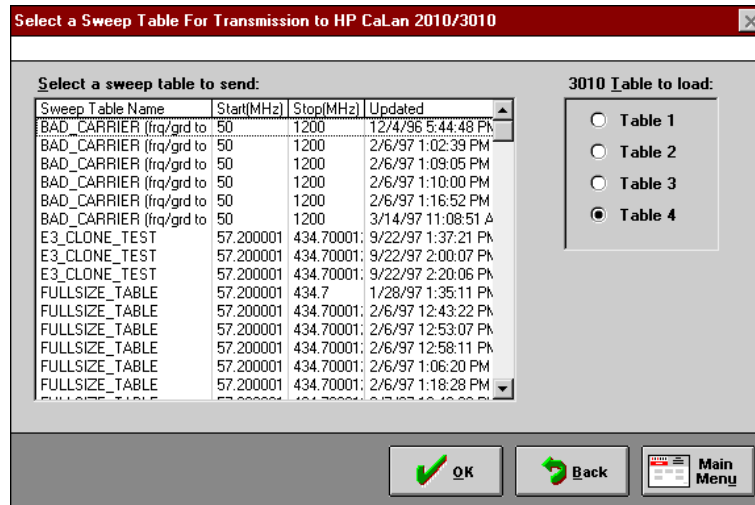 Select a Sweep Table For Transmission to HP CaLan 2010/3010
Select a sweep table to send:
Sweep Table Name Start(MHz) Stop(MHz) Updated
BAD_CARRIER (frq/grd to 50 1200 12/4/96 5:44:48 PM
BAD_CARRIER (frq/grd to 50 1200 2/6/97 1:02:39 PM
BAD_CARRIER (frq/grd to 50 1200 2/6/97 1:09:05 PM
BAD_CARRIER (frq/grd to 50 1200 2/6/97 1:10:00 PM
BAD_CARRIER (frq/grd to 50 1200 2/6/97 1:16:52 PM
BAD_CARRIER (frq/grd to 50 1200 3/14/97 11:08:51 A
E3_CLONE_TEST 57.200001 434.70001 9/22/97 1:37:21 PM
E3_CLONE_TEST 57.200001 434.70001 9/22/97 2:00:07 PM
E3_CLONE_TEST 57.200001 434.70001 9/22/97 2:20:06 PM
FULLSIZE_TABLE 57.200001 434.7 1/28/97 1:35:11 PM
FULLSIZE_TABLE 57.200001 434.70001 2/6/97 12:43:22 PM
FULLSIZE_TABLE 57.200001 434.70001 2/6/97 12:53:07 PM
FULLSIZE_TABLE 57.200001 434.70001 2/6/97 12:58:11 PM
FULLSIZE_TABLE 57.200001 434.70001 2/6/97 1:06:20 PM
FULLSIZE_TABLE 57.200001 434.70001 2/6/97 1:18:28 PM
3010 Table to load:
Table 1
Table 2
Table 3
Table 4
OK
Back
Main
Menu